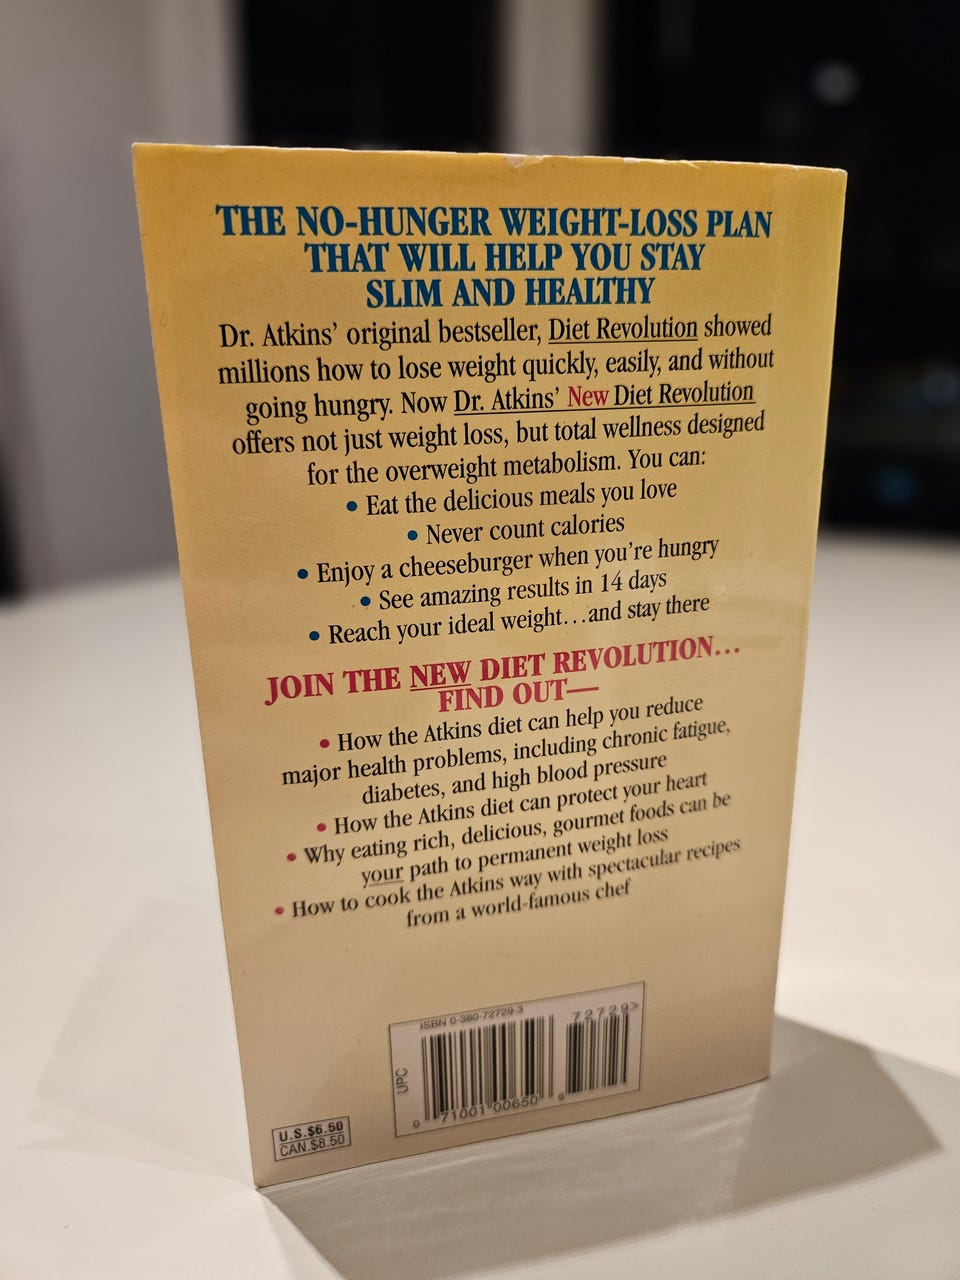 THE NO-HUNGER WEIGHT-LOSS PLAN
THAT WILL HELP YOU STAY
SLIM AND HEALTHY
Dr. Atkins’ original bestseller, Diet Revolution showed
millions how to lose weight quickly, easily, and without
going hungry. Now Dr. Atkins’ New Diet Revolution
offers not just weight loss, but total wellness designed
for the overweight metabolism. You can:
• Eat the delicious meals you love
• Never count calories
• Enjoy a cheeseburger when you’re hungry
• See amazing results in 14 days
• Reach your ideal weight...and stay there
JOIN THE NEW DIET REVOLUTION...
FIND OUT—
• How the Atkins diet can help you reduce
major health problems, including chronic fatigue,
diabetes, and high blood pressure
• How the Atkins diet can protect your heart
• Why eating rich, delicious, gourmet foods can be
your path to permanent weight loss
• How to cook the Atkins way with spectacular recipes
from a world-famous chef
ISBN 0-380-72729-3
72729>
UPC
0 71001 00650 9
U.S.$6.50
CAN.$8.50